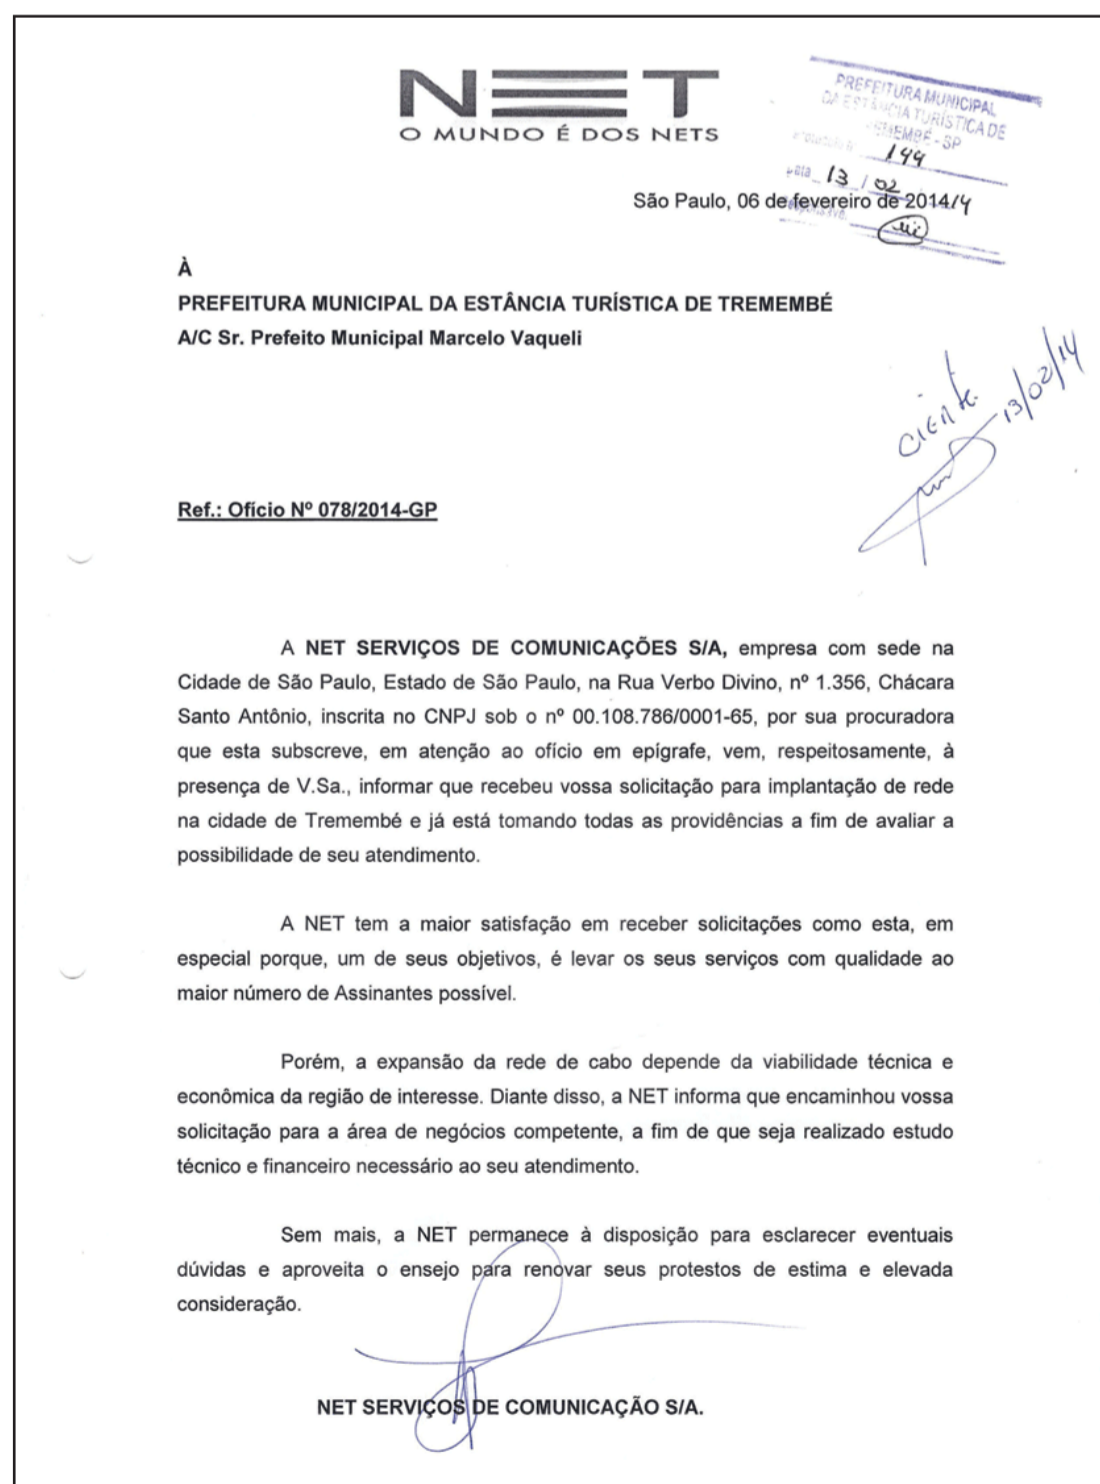 NET
O MUNDO É DOS NETS
PREFEITURA MUNICIPAL
DA ESTÂNCIA TURÍSTICA DE
TREMEMBÉ - SP
199
Data 13 / 02 / 14
São Paulo, 06 de fevereiro de 2014
À
PREFEITURA MUNICIPAL DA ESTÂNCIA TURÍSTICA DE TREMEMBÉ
A/C Sr. Prefeito Municipal Marcelo Vaqueli
Ciente.
13/02/14
Ref.: Ofício Nº 078/2014-GP
A NET SERVIÇOS DE COMUNICAÇÕES S/A, empresa com sede na
Cidade de São Paulo, Estado de São Paulo, na Rua Verbo Divino, nº 1.356, Chácara
Santo Antônio, inscrita no CNPJ sob o nº 00.108.786/0001-65, por sua procuradora
que esta subscreve, em atenção ao ofício em epígrafe, vem, respeitosamente, à
presença de V.Sa., informar que recebeu vossa solicitação para implantação de rede
na cidade de Tremembé e já está tomando todas as providências a fim de avaliar a
possibilidade de seu atendimento.
A NET tem a maior satisfação em receber solicitações como esta, em
especial porque, um de seus objetivos, é levar os seus serviços com qualidade ao
maior número de Assinantes possível.
Porém, a expansão da rede de cabo depende da viabilidade técnica e
econômica da região de interesse. Diante disso, a NET informa que encaminhou vossa
solicitação para a área de negócios competente, a fim de que seja realizado estudo
técnico e financeiro necessário ao seu atendimento.
Sem mais, a NET permanece à disposição para esclarecer eventuais
dúvidas e aproveita o ensejo para renovar seus protestos de estima e elevada
consideração.
NET SERVIÇOS DE COMUNICAÇÃO S/A.